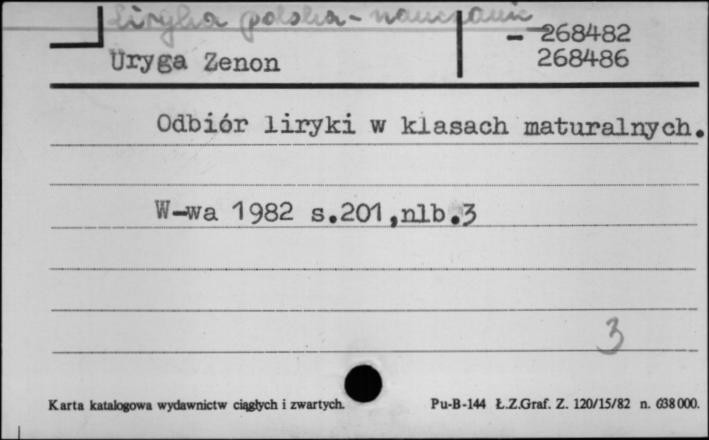 Liryka polska - nauczanie
- 268482
Uryga Zenon 268486
Odbiór liryki w klasach maturalnych.
W-wa 1982 s.201,nlb.3
3
Karta katalogowa wydawnictw ciągłych i zwartych. Pu-B-144 Ł.Z.Graf. Z. 120/15/82 n. 638000.